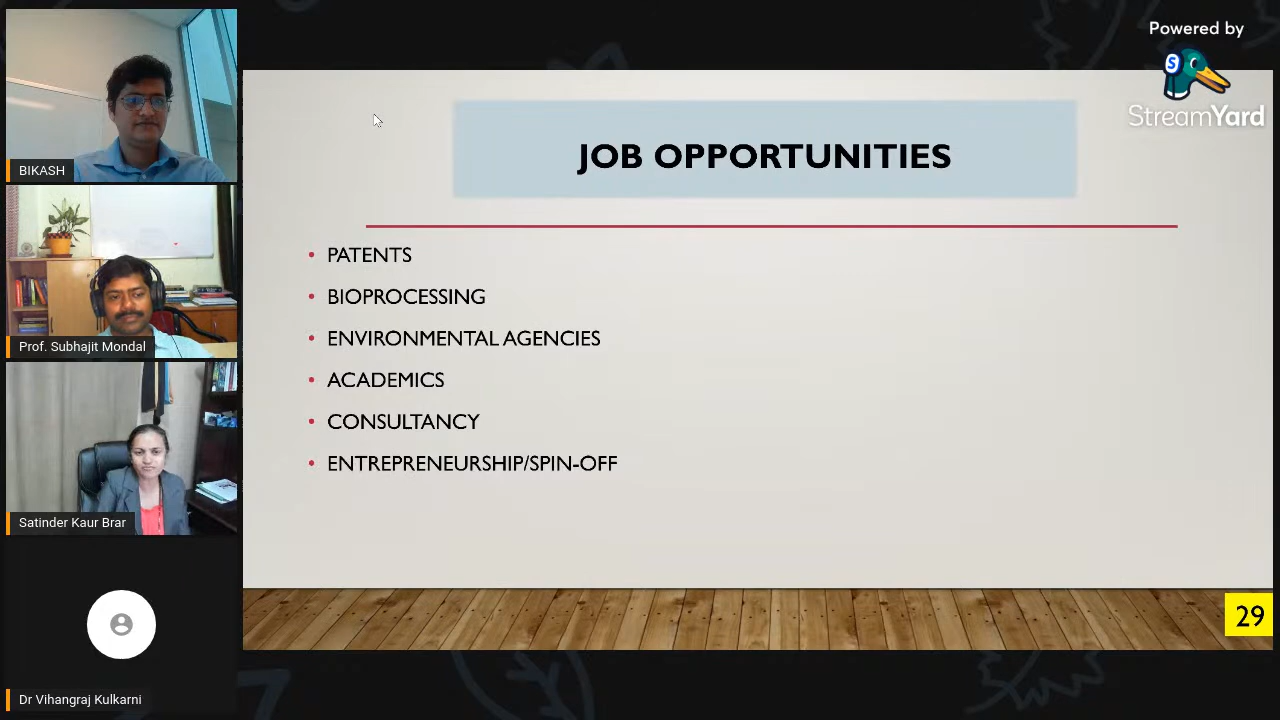 BIKASH
Prof. Subhajit Mondal
Satinder Kaur Brar
Dr Vihangraj Kulkarni
Powered by
S
StreamYard
JOB OPPORTUNITIES
• PATENTS
• BIOPROCESSING
• ENVIRONMENTAL AGENCIES
• ACADEMICS
• CONSULTANCY
• ENTREPRENEURSHIP/SPIN-OFF
29